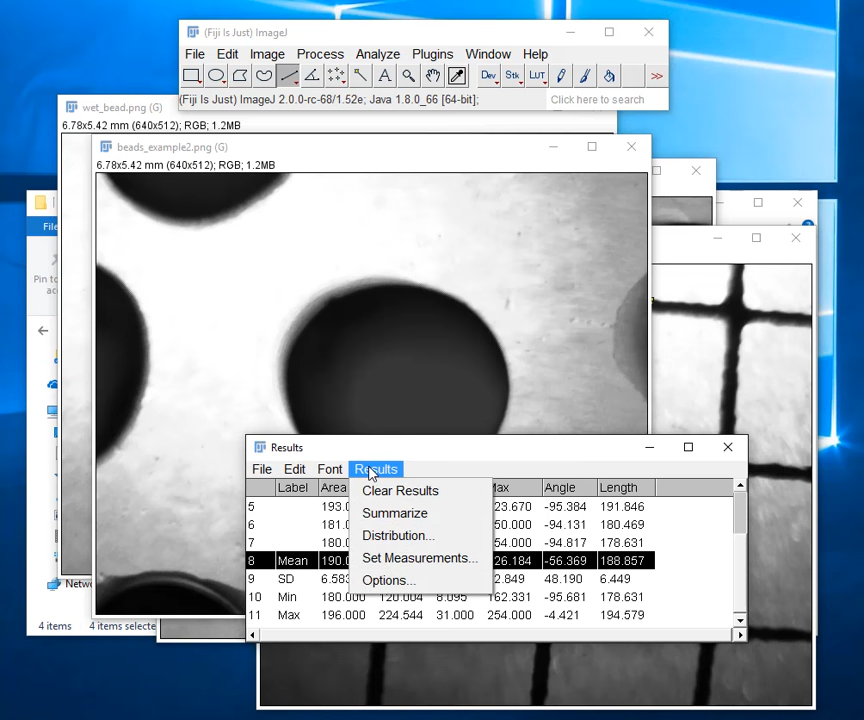 (Fiji Is Just) ImageJ
File Edit Image Process Analyze Plugins Window Help
A Dev Stk LUT >>
(Fiji Is Just) ImageJ 2.0.0-rc-68/1.52e; Java 1.8.0_66 [64-bit]; Click here to search
wet_bead.png (G)
6.78x5.42 mm (640x512); RGB; 1.2MB
beads_example2.png (G)
6.78x5.42 mm (640x512); RGB; 1.2MB
File
Pin to
Results
File Edit Font Results
Label Area Max Angle Length
Clear Results
Summarize
Distribution...
Set Measurements...
Options...
5 193.0 23.670 -95.384 191.846
6 181.0 50.000 -94.131 180.469
7 180.0 54.000 -94.817 178.631
8 Mean 190.0 26.184 -56.369 188.857
9 SD 6.583 2.849 48.190 6.449
10 Min 180.000 120.004 8.095 162.331 -95.681 178.631
11 Max 196.000 224.544 31.000 254.000 -4.421 194.579
Netwo
4 items 4 items selecte